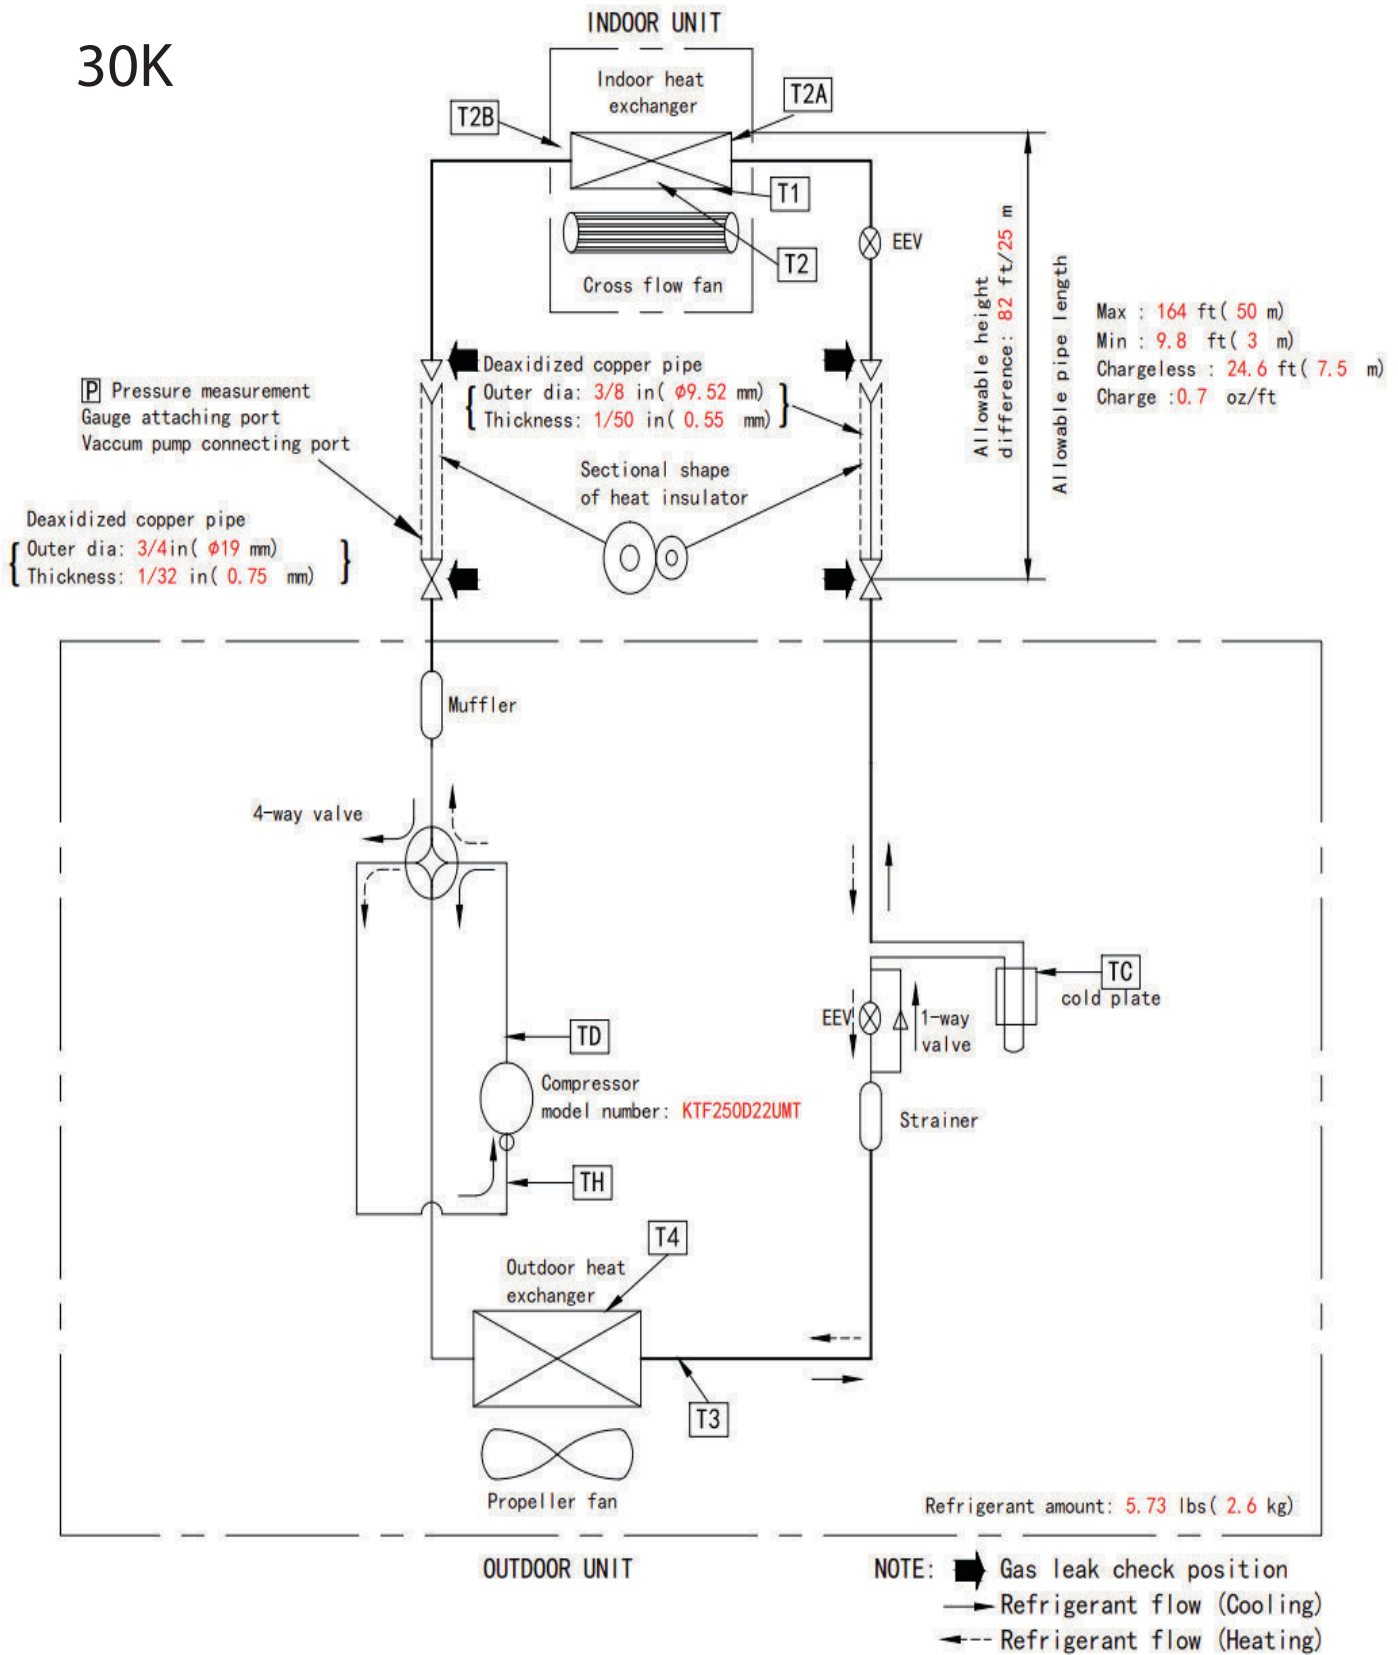 30K
INDOOR UNIT
Indoor heat
exchanger
T2B
T2A
T1
T2
Cross flow fan
EEV
Allowable height
difference: 82 ft/25 m
Allowable pipe length
Max : 164 ft( 50 m)
Min : 9.8 ft( 3 m)
Chargeless : 24.6 ft( 7.5 m)
Charge :0.7 oz/ft
Deaxidized copper pipe
Outer dia: 3/8 in( φ9.52 mm)
Thickness: 1/50 in( 0.55 mm)
P Pressure measurement
Gauge attaching port
Vaccum pump connecting port
Sectional shape
of heat insulator
Deaxidized copper pipe
Outer dia: 3/4in( φ19 mm)
Thickness: 1/32 in( 0.75 mm)
Muffler
4-way valve
TC
cold plate
EEV
1-way
valve
TD
Compressor
model number: KTF250D22UMT
Strainer
TH
T4
Outdoor heat
exchanger
T3
Propeller fan
Refrigerant amount: 5.73 lbs( 2.6 kg)
OUTDOOR UNIT
NOTE: Gas leak check position
Refrigerant flow (Cooling)
Refrigerant flow (Heating)